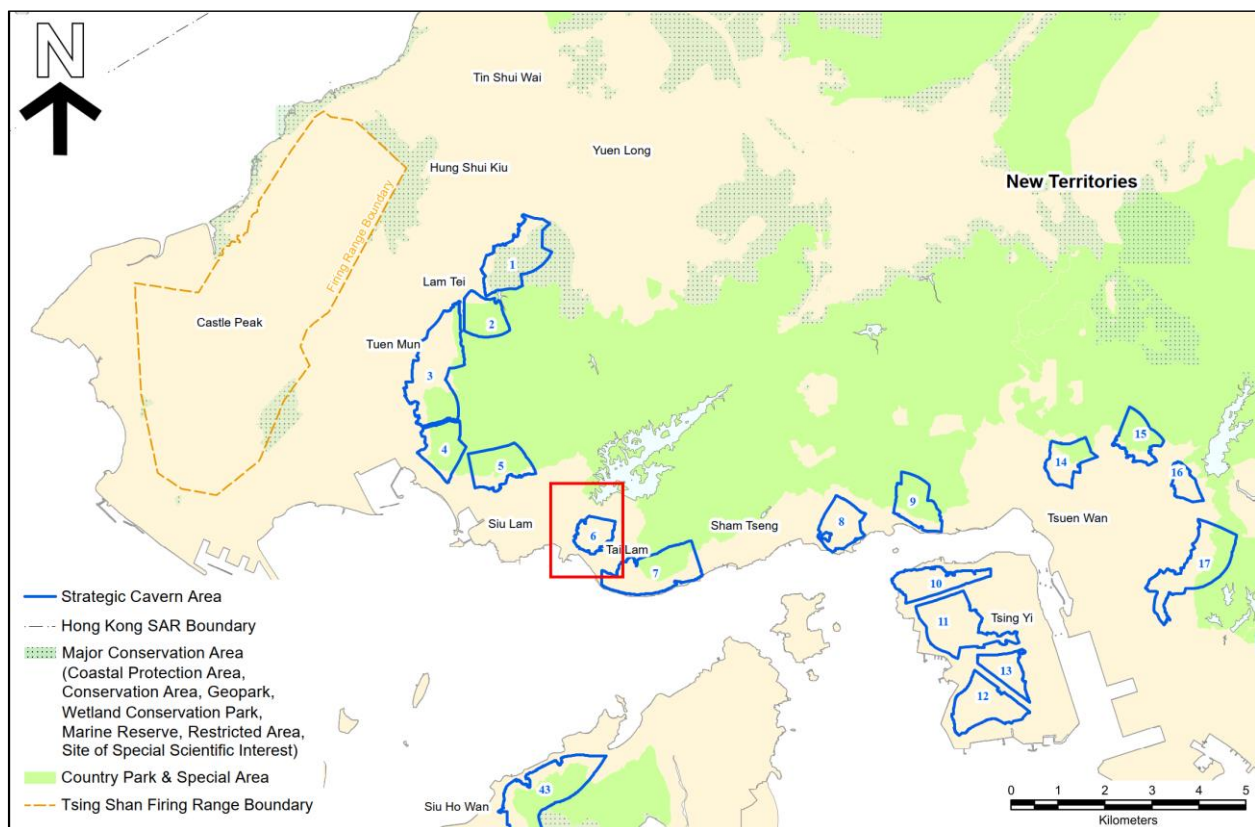 N
Tin Shui Wai
Yuen Long
Hung Shui Kiu
New Territories
Firing Range Boundary
1
Lam Tei
2
Castle Peak
Tuen Mun
3
4
5
15
14
16
9
Siu Lam
6
Sham Tseng
8
Tsuen Wan
Tai Lam
7
17
10
11
Tsing Yi
13
12
Strategic Cavern Area
Hong Kong SAR Boundary
Major Conservation Area
(Coastal Protection Area,
Conservation Area, Geopark,
Wetland Conservation Park,
Marine Reserve, Restricted Area,
Site of Special Scientific Interest)
Country Park & Special Area
Tsing Shan Firing Range Boundary
43
Siu Ho Wan
0 1 2 3 4 5
Kilometers